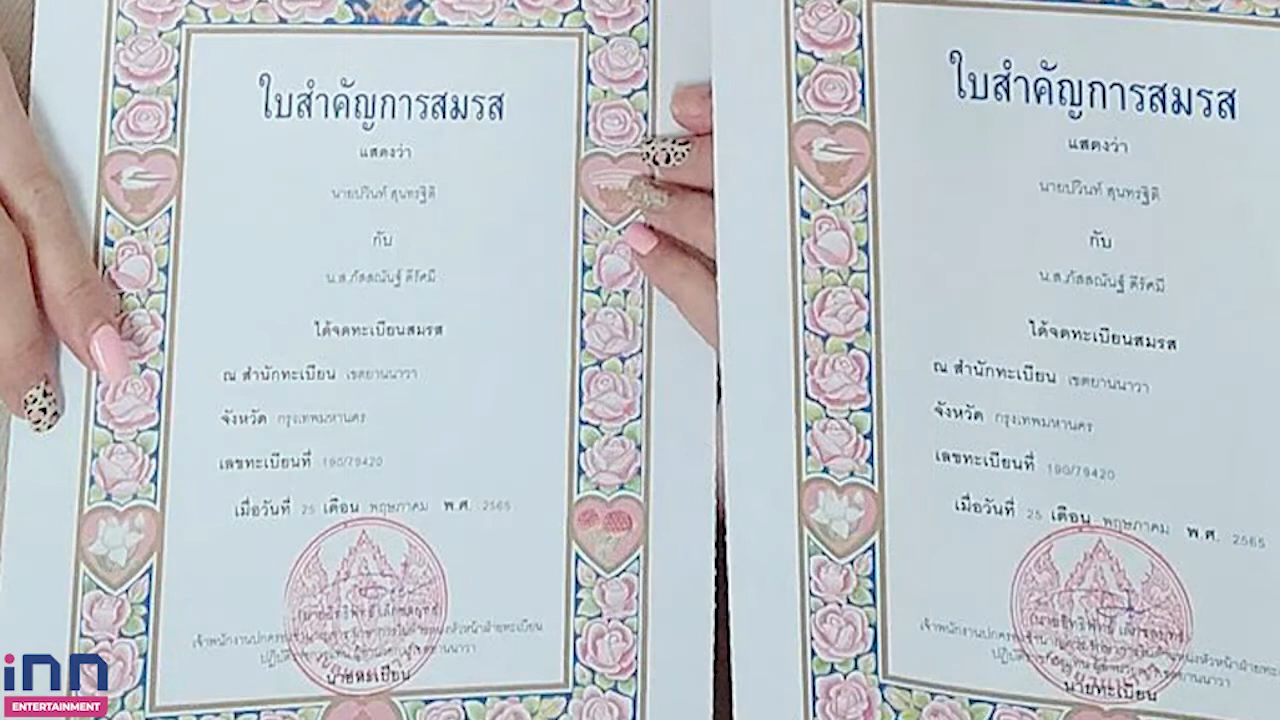 ใบสำคัญการสมรส
แสดงว่า
นายปวินท์ สุนทรฐิติ
กับ
น.ส.ภัสสณันฐ์ ดีรัศมี
ได้จดทะเบียนสมรส
ณ สำนักทะเบียน เขตยานนาวา
จังหวัด กรุงเทพมหานคร
เลขทะเบียนที่ 190/79420
เมื่อวันที่ 25 เดือน พฤษภาคม พ.ศ. 2565
นายทะเบียน
ใบสำคัญการสมรส
แสดงว่า
นายปวินท์ สุนทรฐิติ
กับ
น.ส.ภัสสณันฐ์ ดีรัศมี
ได้จดทะเบียนสมรส
ณ สำนักทะเบียน เขตยานนาวา
จังหวัด กรุงเทพมหานคร
เลขทะเบียนที่ 190/79420
เมื่อวันที่ 25 เดือน พฤษภาคม พ.ศ. 2565
นายทะเบียน
inn
ENTERTAINMENT